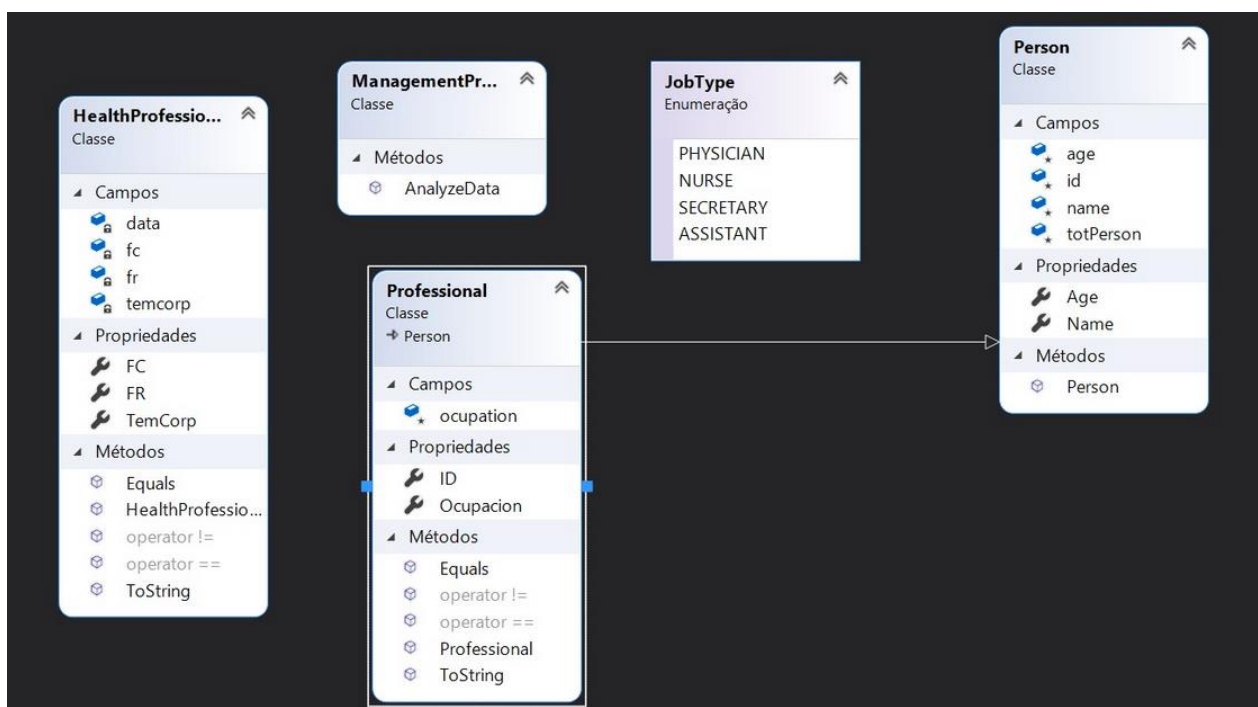 HealthProfessio...
Classe
Campos
data
fc
fr
temcorp
Propriedades
FC
FR
TemCorp
Métodos
Equals
HealthProfessio...
operator !=
operator ==
ToString
ManagementPr...
Classe
Métodos
AnalyzeData
JobType
Enumeração
PHYSICIAN
NURSE
SECRETARY
ASSISTANT
Professional
Classe
Person
Campos
ocupation
Propriedades
ID
Ocupacion
Métodos
Equals
operator !=
operator ==
Professional
ToString
Person
Classe
Campos
age
id
name
totPerson
Propriedades
Age
Name
Métodos
Person